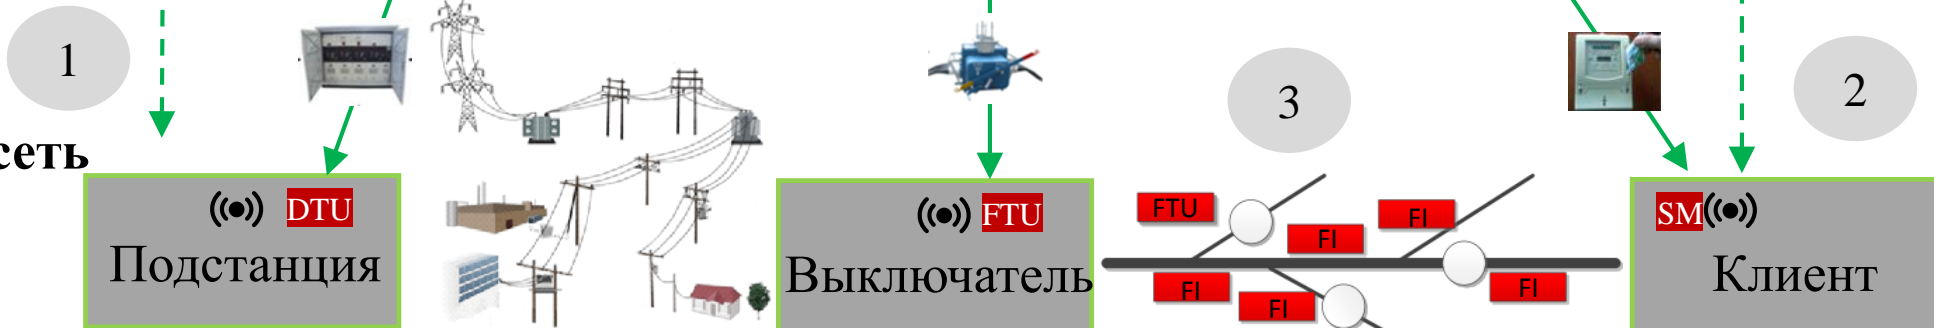 1
сеть
DTU
Подстанция
FTU
Выключатель
3
FTU
FI
FI
FI
FI
FI
2
SM
Клиент